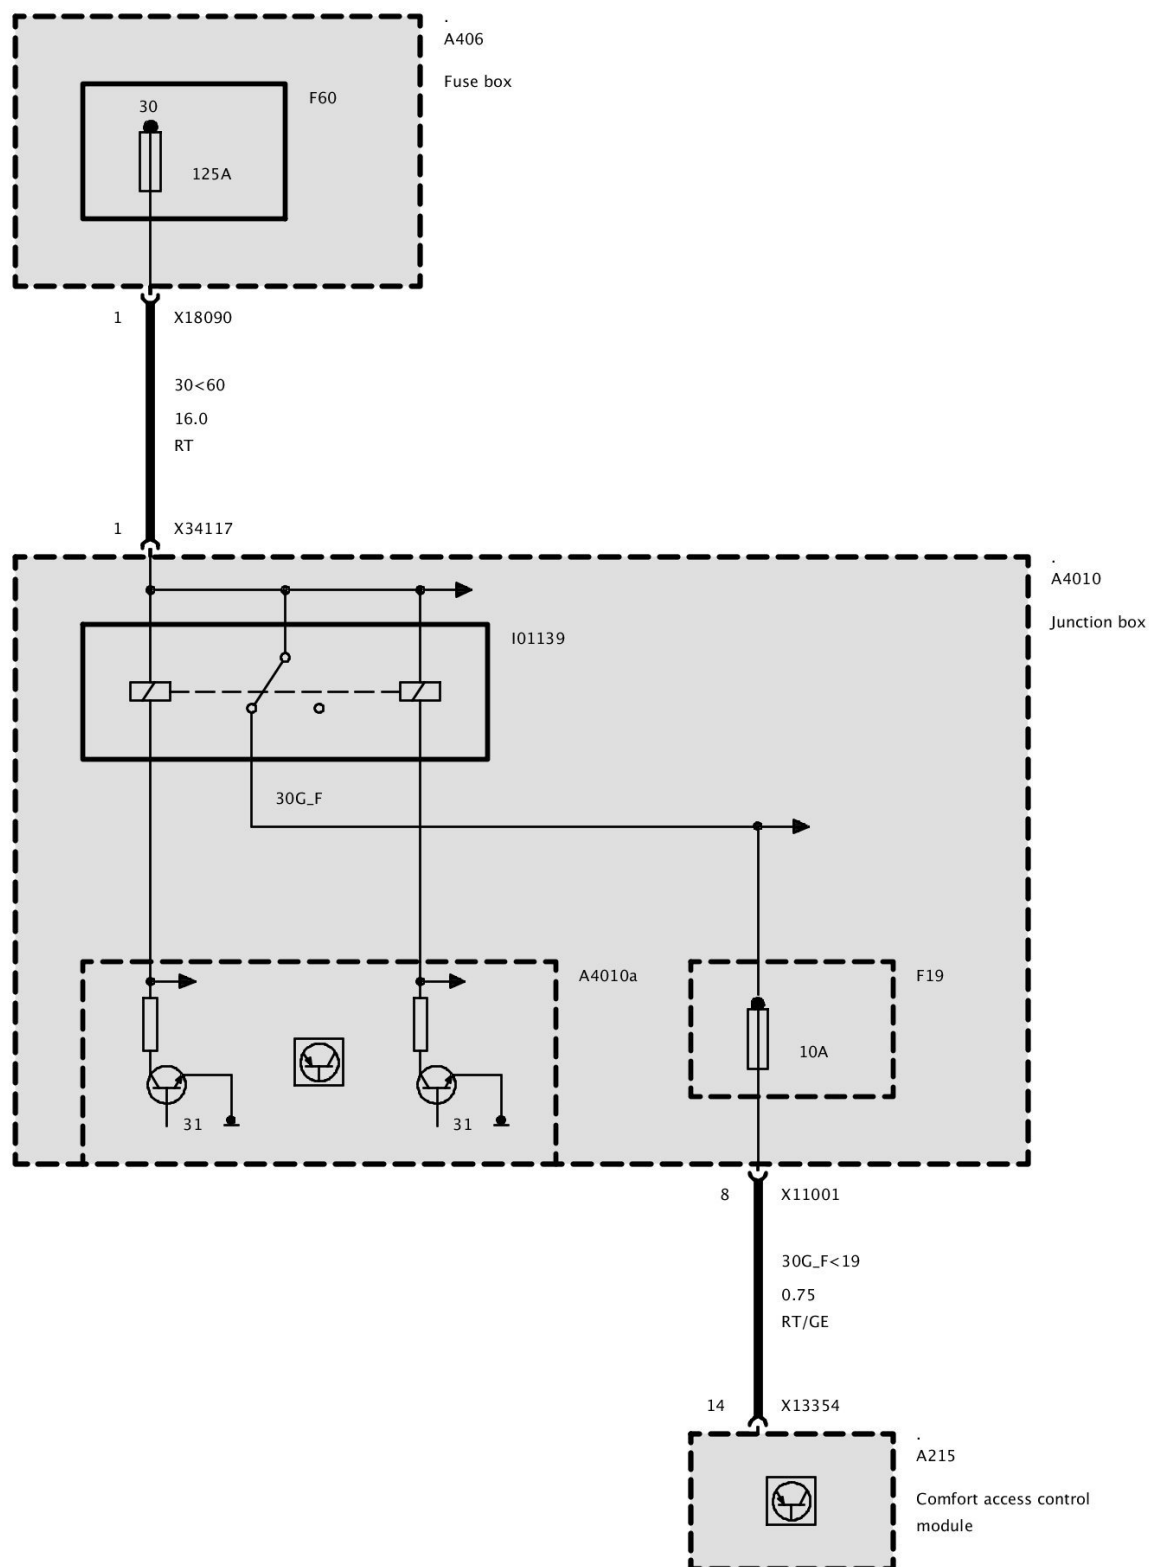 .
A406
Fuse box
F60
30
125A
1 X18090
30<60
16.0
RT
1 X34117
.
A4010
Junction box
I01139
30G_F
A4010a
F19
10A
31 31
8 X11001
30G_F<19
0.75
RT/GE
14 X13354
.
A215
Comfort access control
module